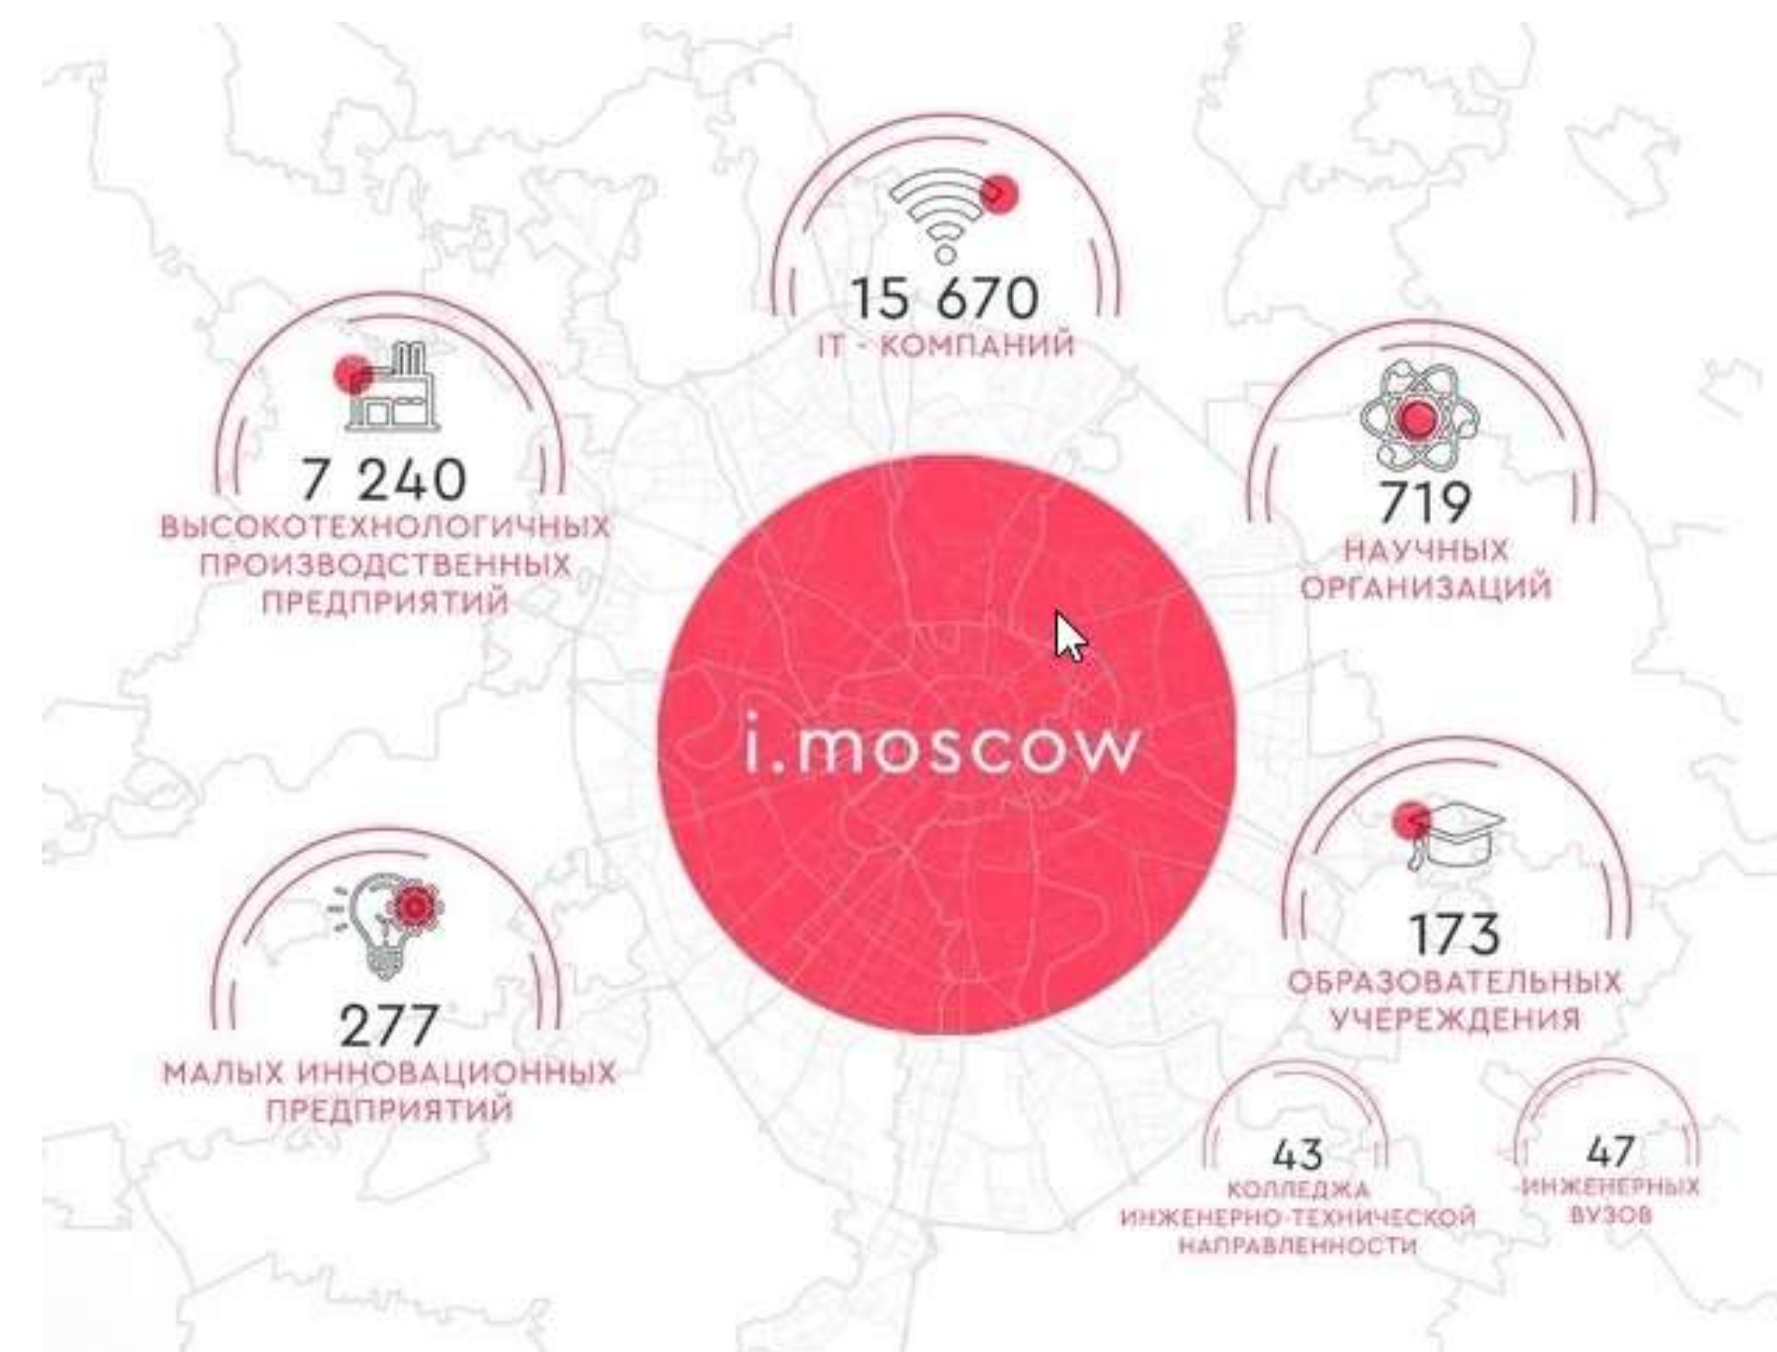 15 670
IT - КОМПАНИЙ
7 240
ВЫСОКОТЕХНОЛОГИЧНЫХ
ПРОИЗВОДСТВЕННЫХ
ПРЕДПРИЯТИЙ
719
НАУЧНЫХ
ОРГАНИЗАЦИЙ
i.moscow
277
МАЛЫХ ИННОВАЦИОННЫХ
ПРЕДПРИЯТИЙ
173
ОБРАЗОВАТЕЛЬНЫХ
УЧЕРЕЖДЕНИЯ
43
КОЛЛЕДЖА
ИНЖЕНЕРНО-ТЕХНИЧЕСКОЙ
НАПРАВЛЕННОСТИ
47
ИНЖЕНЕРНЫХ
ВУЗОВ